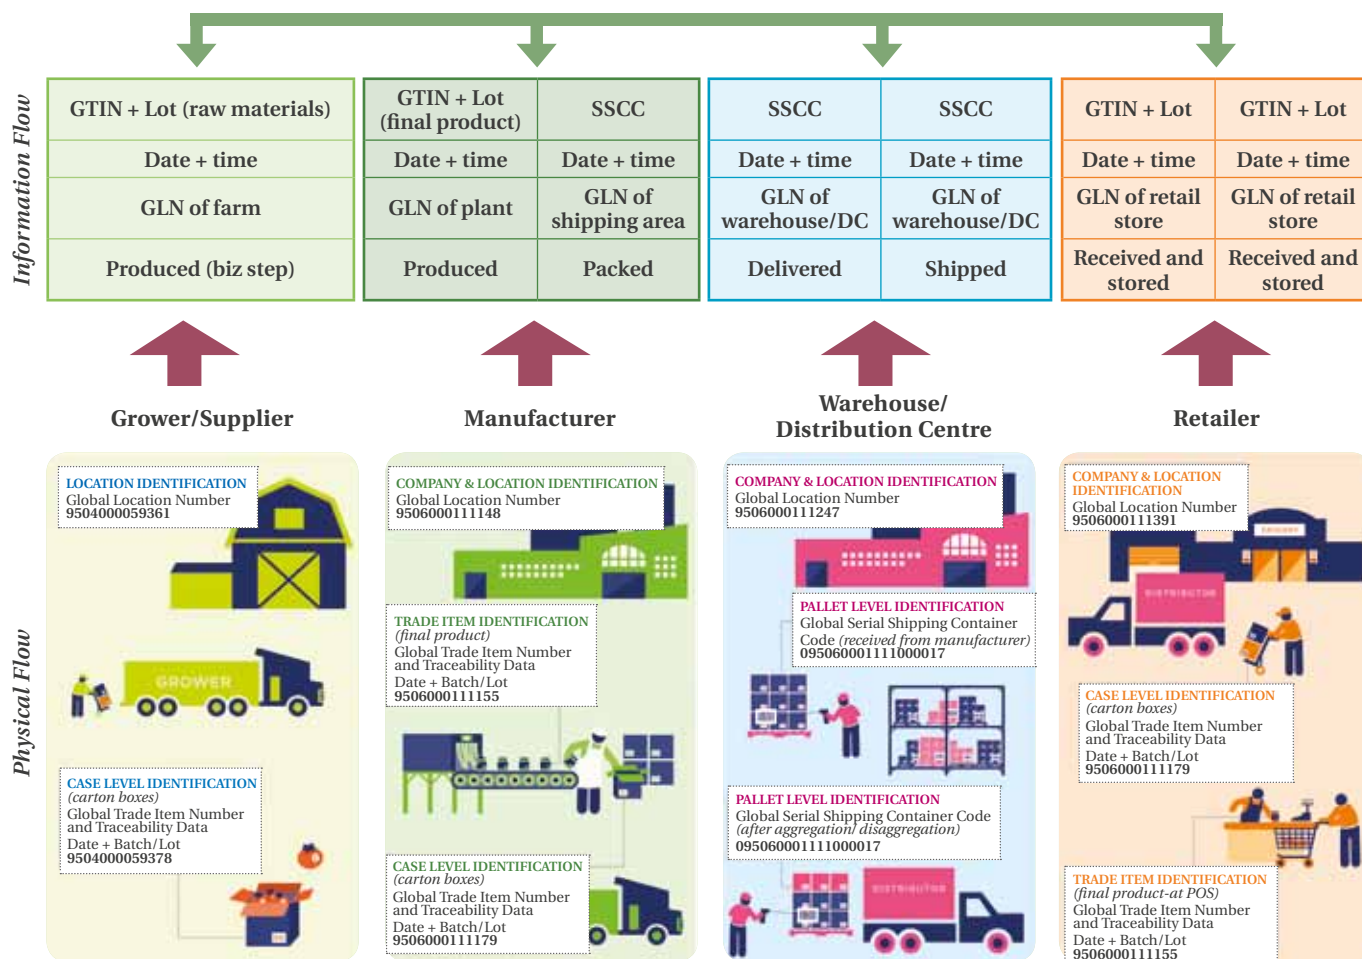 Information Flow
GTIN + Lot (raw materials)
Date + time
GLN of farm
Produced (biz step)
GTIN + Lot
(final product)
Date + time
GLN of plant
Produced
SSCC
Date + time
GLN of
shipping area
Packed
SSCC
Date + time
GLN of
warehouse/DC
Delivered
SSCC
Date + time
GLN of
warehouse/DC
Shipped
GTIN + Lot
Date + time
GLN of retail
store
Received and
stored
GTIN + Lot
Date + time
GLN of retail
store
Received and
stored
Physical Flow
Grower/Supplier
LOCATION IDENTIFICATION
Global Location Number
9504000059361
GROWER
CASE LEVEL IDENTIFICATION
(carton boxes)
Global Trade Item Number
and Traceability Data
Date + Batch/Lot
9504000059378
Manufacturer
COMPANY & LOCATION IDENTIFICATION
Global Location Number
9506000111148
TRADE ITEM IDENTIFICATION
(final product)
Global Trade Item Number
and Traceability Data
Date + Batch/Lot
9506000111155
CASE LEVEL IDENTIFICATION
(carton boxes)
Global Trade Item Number
and Traceability Data
Date + Batch/Lot
9506000111179
Warehouse/
Distribution Centre
COMPANY & LOCATION IDENTIFICATION
Global Location Number
9506000111247
PALLET LEVEL IDENTIFICATION
Global Serial Shipping Container
Code (received from manufacturer)
095060001111000017
PALLET LEVEL IDENTIFICATION
Global Serial Shipping Container Code
(after aggregation/ disaggregation)
095060001111000017
DISTRIBUTOR
Retailer
COMPANY & LOCATION
IDENTIFICATION
Global Location Number
9506000111391
DISTRIBUTOR
CASE LEVEL IDENTIFICATION
(carton boxes)
Global Trade Item Number
and Traceability Data
Date + Batch/Lot
9506000111179
TRADE ITEM IDENTIFICATION
(final product-at POS)
Global Trade Item Number
and Traceability Data
Date + Batch/Lot
9506000111155